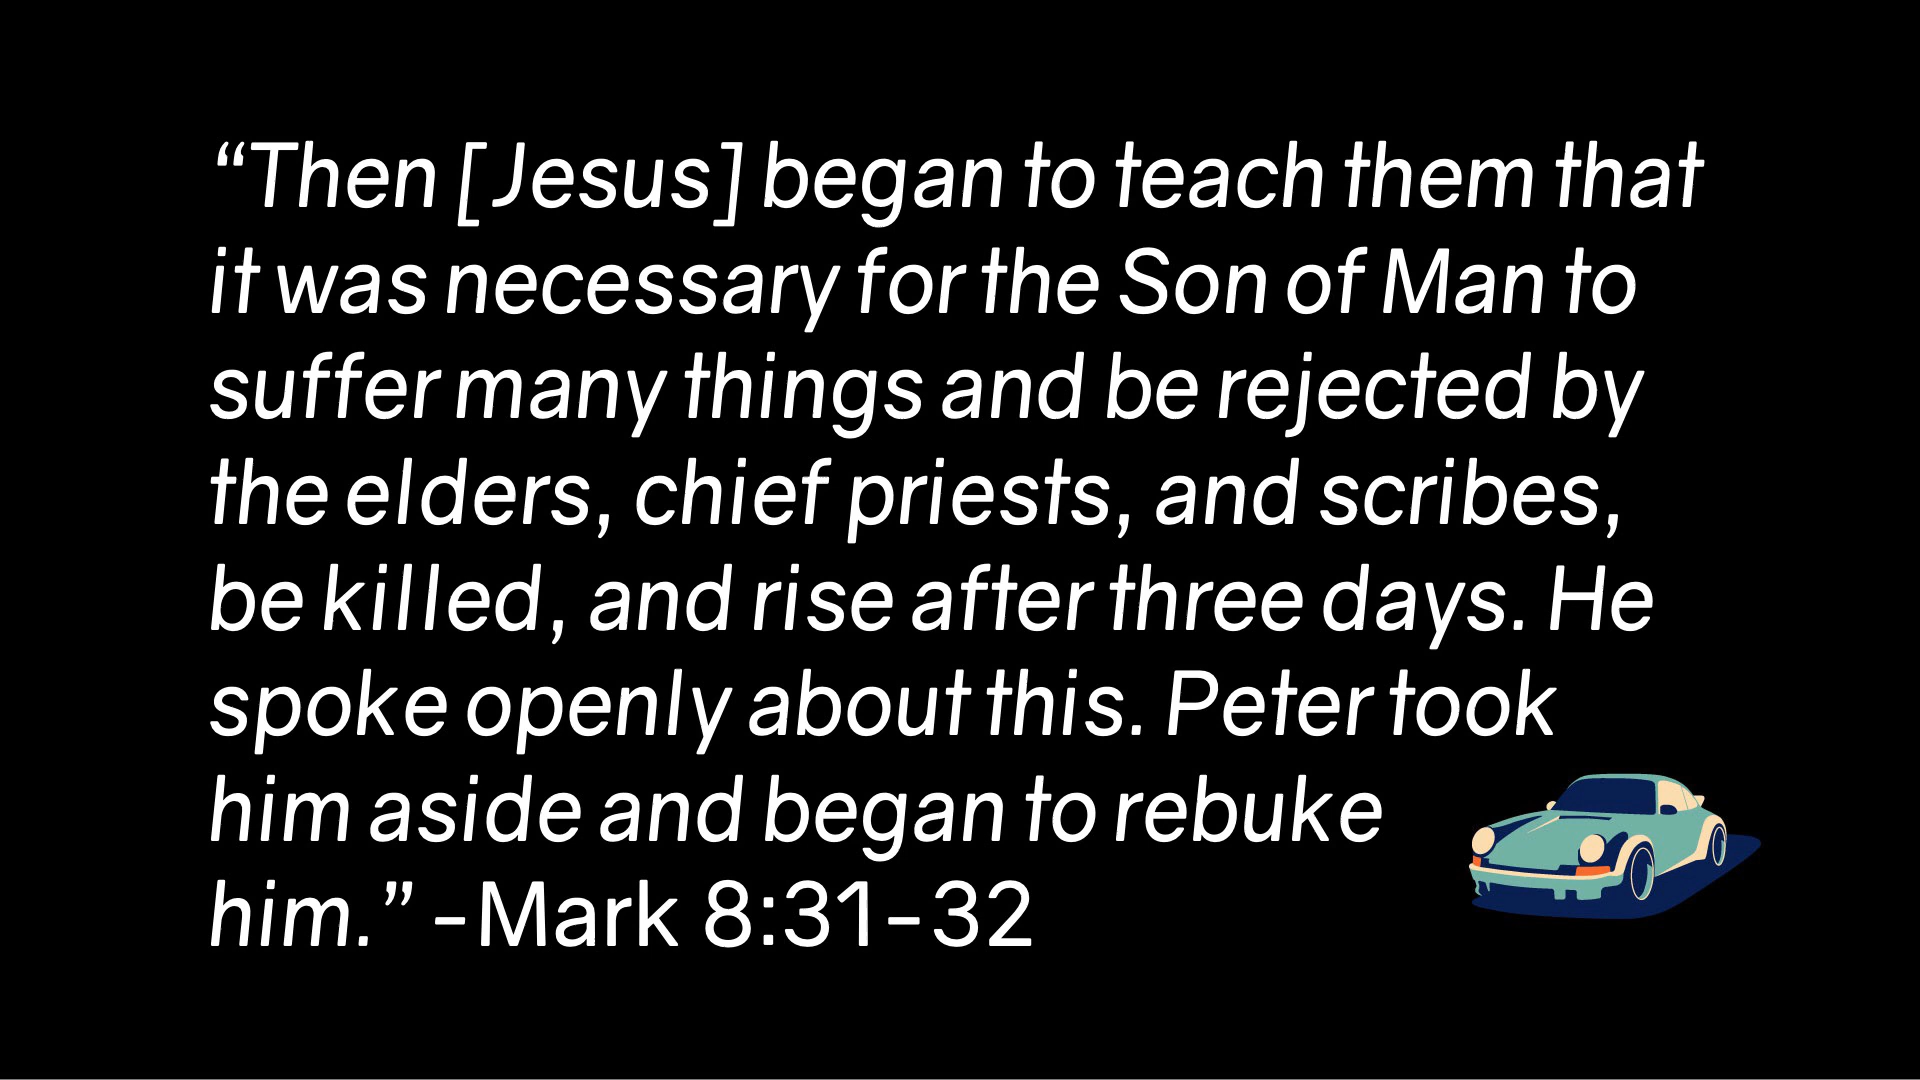 “Then [Jesus] began to teach them that
it was necessary for the Son of Man to
suffer many things and be rejected by
the elders, chief priests, and scribes,
be killed, and rise after three days. He
spoke openly about this. Peter took
him aside and began to rebuke
him.” -Mark 8:31-32